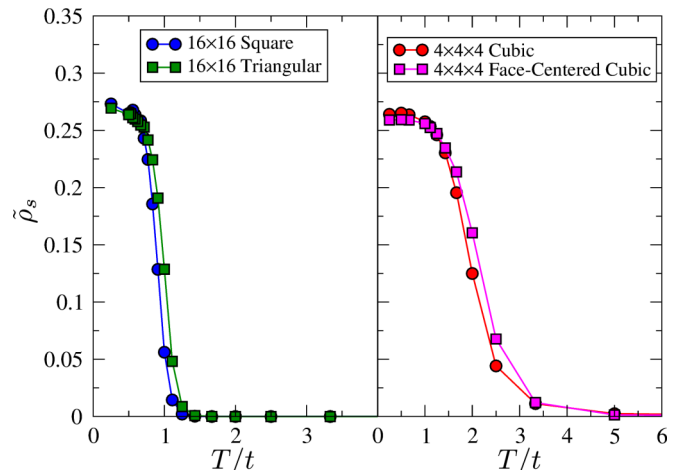 0.35
0.3
0.25
0.2
0.15
0.1
0.05
0
ρ̃ₛ
16×16 Square
16×16 Triangular
4×4×4 Cubic
4×4×4 Face-Centered Cubic
0 1 2 3
0 1 2 3 4 5 6
T/t
T/t